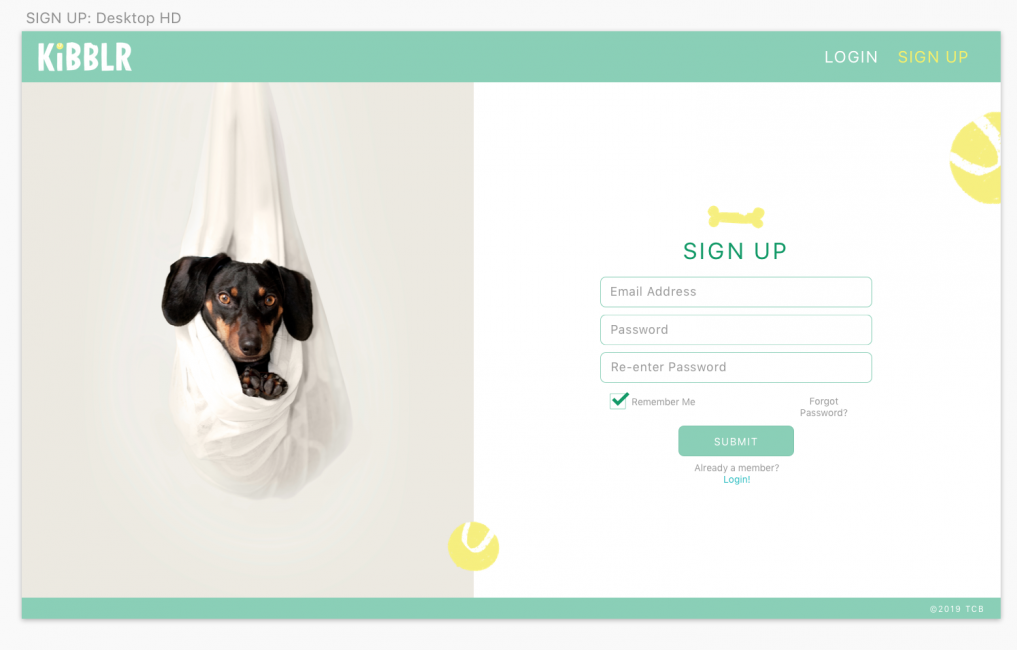 SIGN UP: Desktop HD
KiBBLR
LOGIN SIGN UP
SIGN UP
Email Address
Password
Re-enter Password
Remember Me
Forgot
Password?
SUBMIT
Already a member?
Login!
©2019 TCB